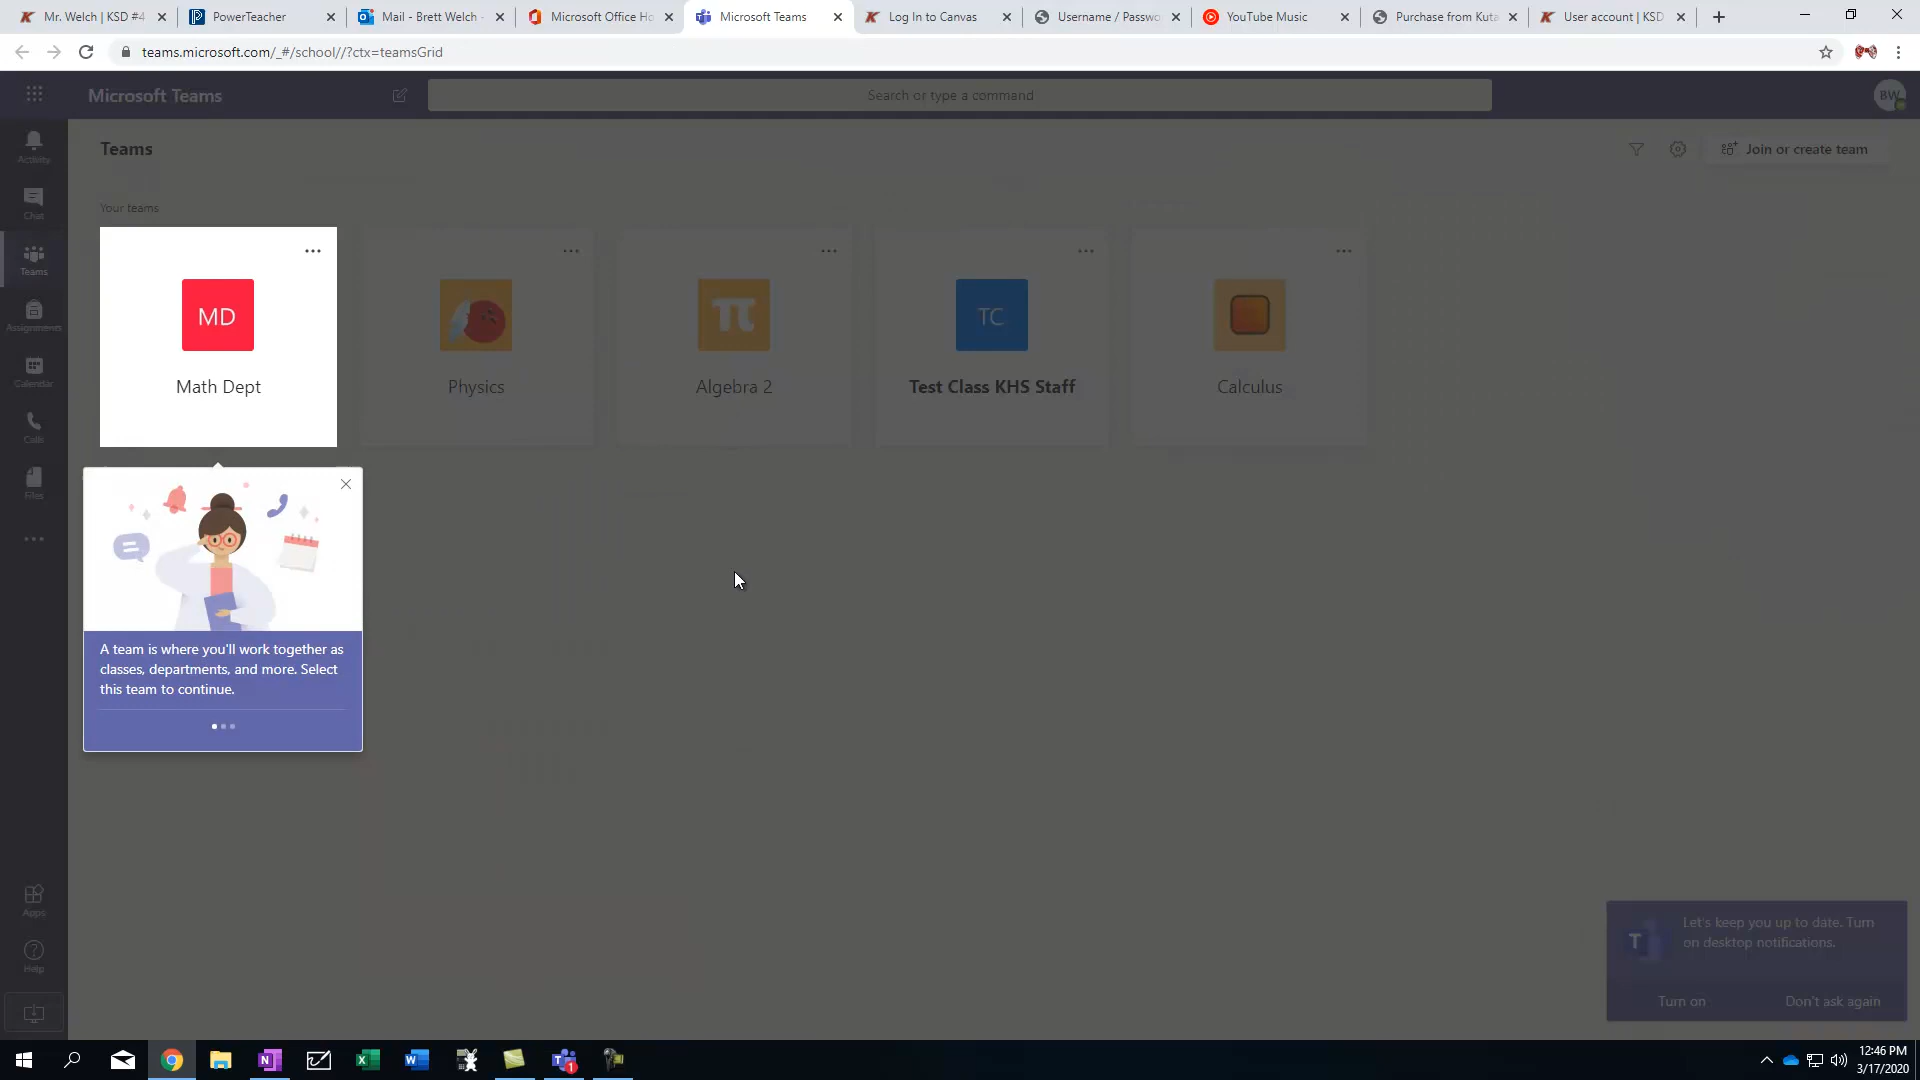 Mr. Welch | KSD #4
PowerTeacher
Mail - Brett Welch -
Microsoft Office Ho
Microsoft Teams
Log In to Canvas
Username / Passwo
YouTube Music
Purchase from Kuta
User account | KSD
teams.microsoft.com/_#/school//?ctx=teamsGrid
Microsoft Teams
Search or type a command
BW
Activity
Chat
Teams
Assignments
Calendar
Calls
Files
Apps
Help
Teams
Join or create team
Your teams
MD
Math Dept
Physics
π
Algebra 2
TC
Test Class KHS Staff
Calculus
A team is where you'll work together as
classes, departments, and more. Select
this team to continue.
T
Let's keep you up to date. Turn
on desktop notifications.
Turn on
Don't ask again
12:46 PM
3/17/2020